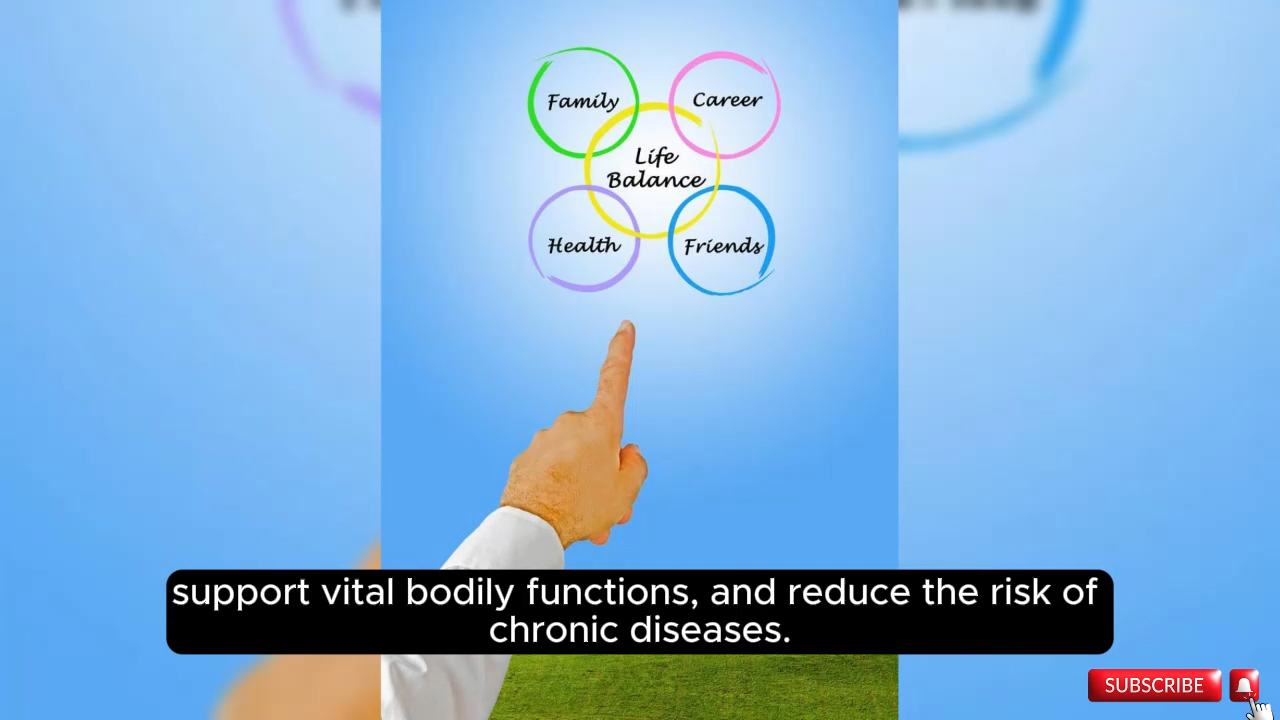 Family
Career
Life
Balance
Health
Friends
support vital bodily functions, and reduce the risk of
chronic diseases.
SUBSCRIBE